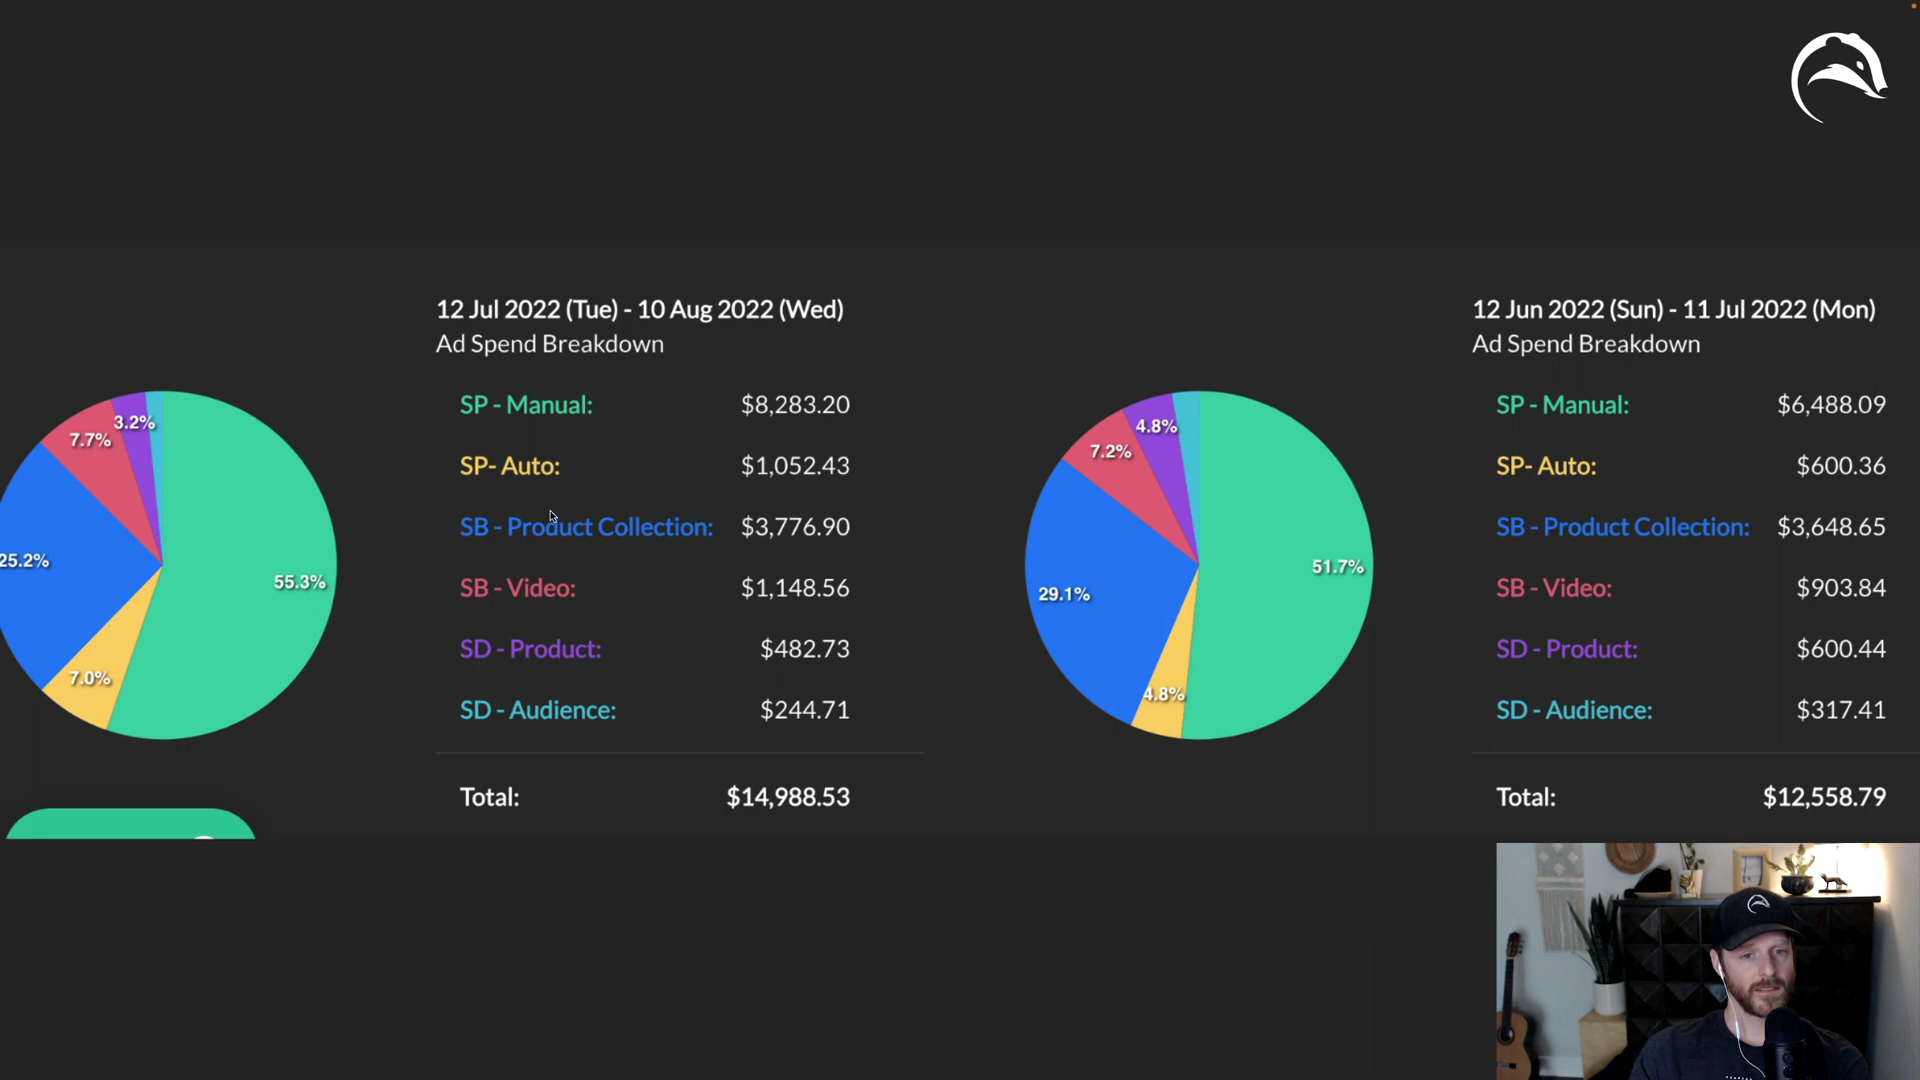 12 Jul 2022 (Tue) - 10 Aug 2022 (Wed)
Ad Spend Breakdown
SP - Manual: $8,283.20
SP- Auto: $1,052.43
SB - Product Collection: $3,776.90
SB - Video: $1,148.56
SD - Product: $482.73
SD - Audience: $244.71
Total: $14,988.53
3.2%
7.7%
25.2%
55.3%
7.0%
12 Jun 2022 (Sun) - 11 Jul 2022 (Mon)
Ad Spend Breakdown
SP - Manual: $6,488.09
SP- Auto: $600.36
SB - Product Collection: $3,648.65
SB - Video: $903.84
SD - Product: $600.44
SD - Audience: $317.41
Total: $12,558.79
4.8%
7.2%
29.1%
51.7%
4.8%